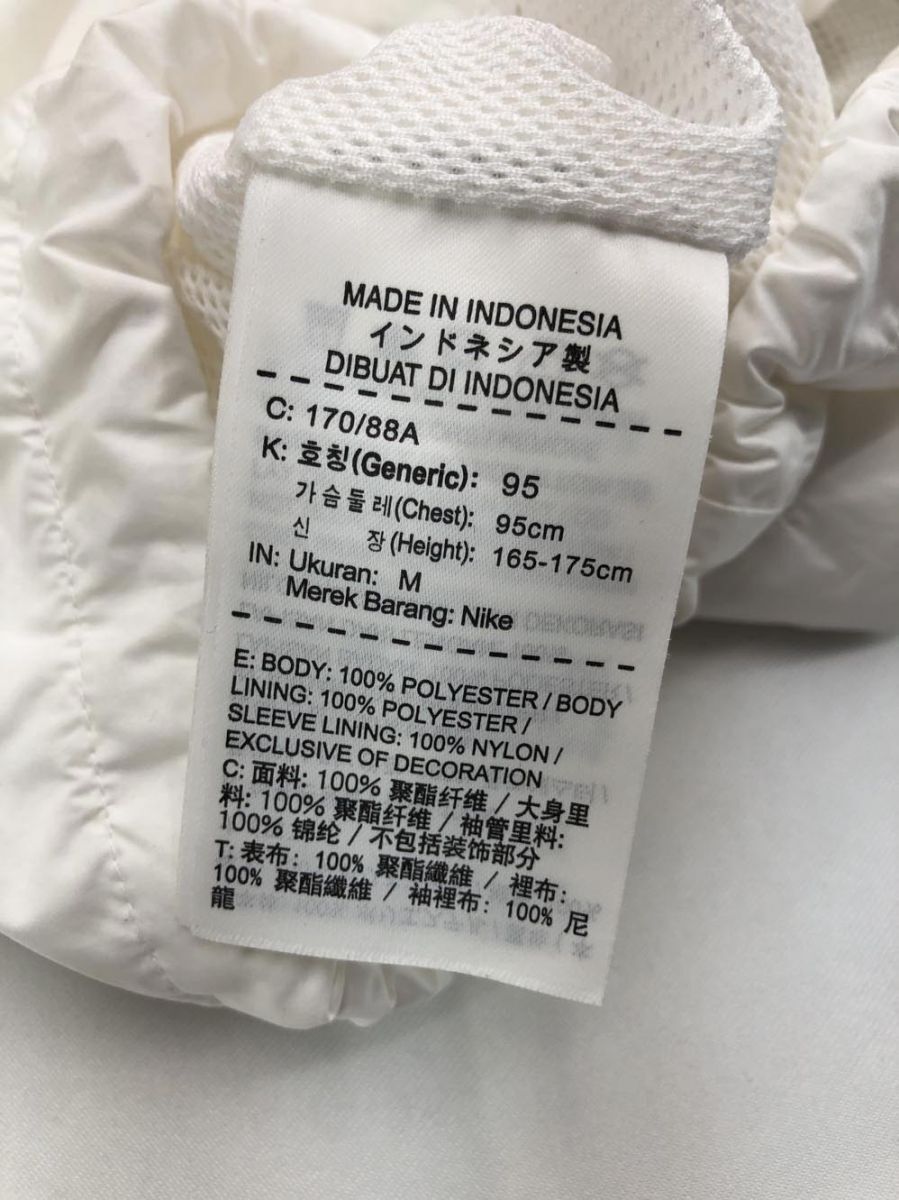 MADE IN INDONESIA
インドネシア製
DIBUAT DI INDONESIA
C: 170/88A
K: 호칭(Generic): 95
가슴둘레(Chest): 95cm
신 장(Height): 165-175cm
IN: Ukuran: M
Merek Barang: Nike
E: BODY: 100% POLYESTER / BODY
LINING: 100% POLYESTER /
SLEEVE LINING: 100% NYLON /
EXCLUSIVE OF DECORATION
C: 面料: 100% 聚酯纤维 / 大身里
料: 100% 聚酯纤维 / 袖管里料:
100% 锦纶 / 不包括装饰部分
T: 表布: 100% 聚酯纖維 / 裡布:
100% 聚酯纖維 / 袖裡布: 100% 尼
龍